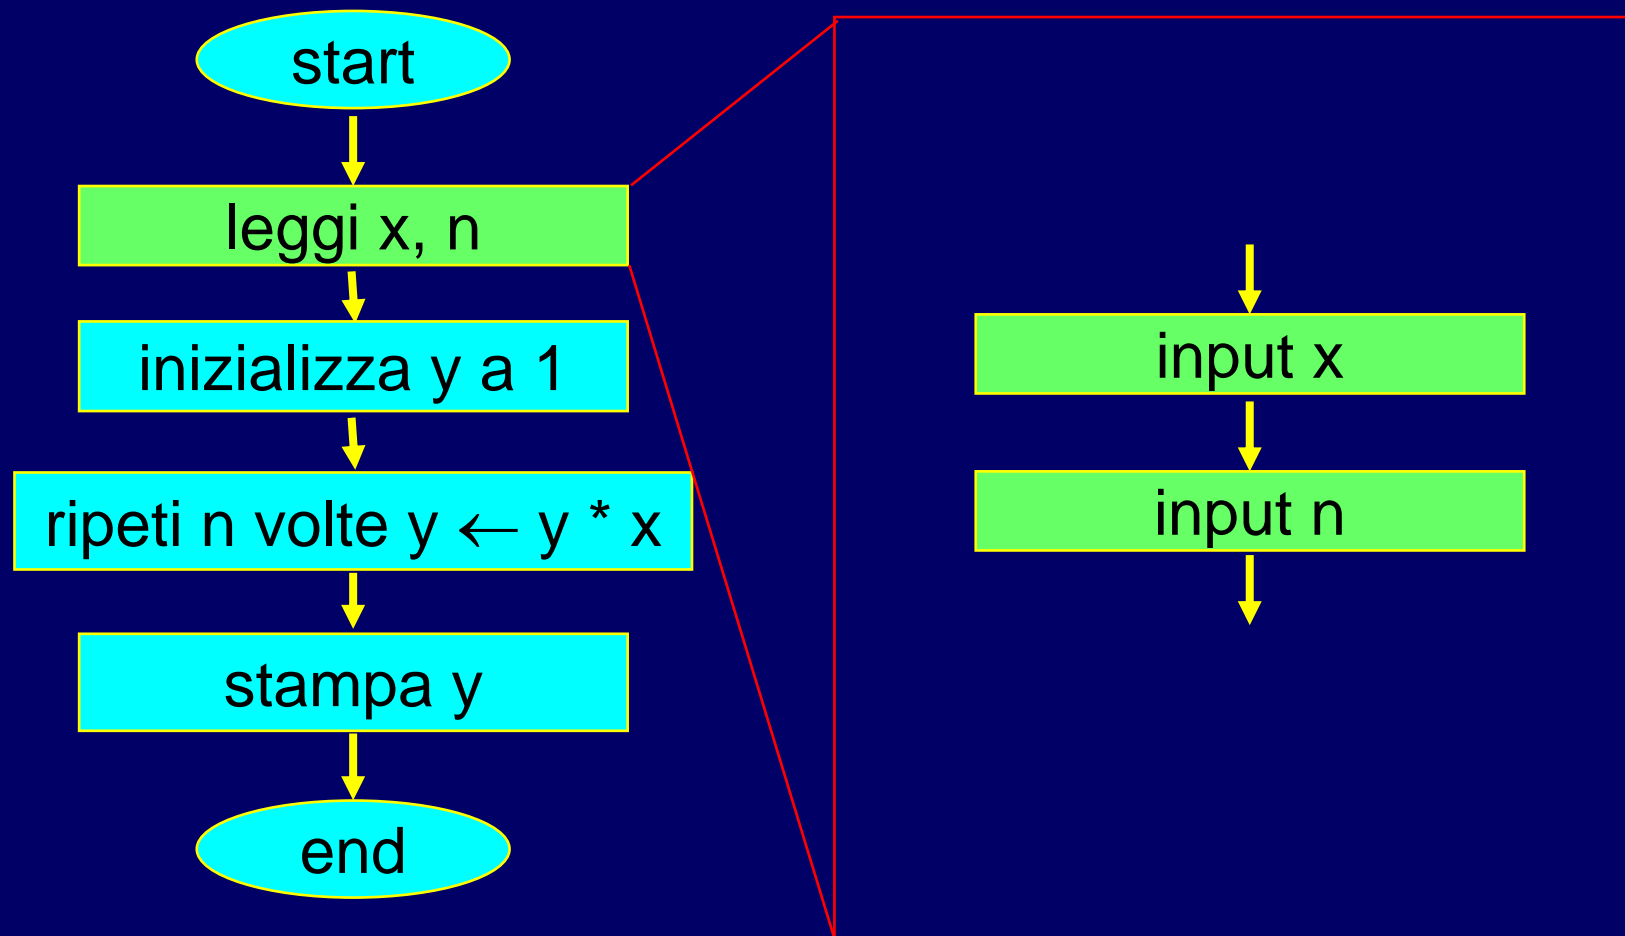 start
leggi x, n
inizializza y a 1
ripeti n volte y ← y * x
stampa y
end
input x
input n